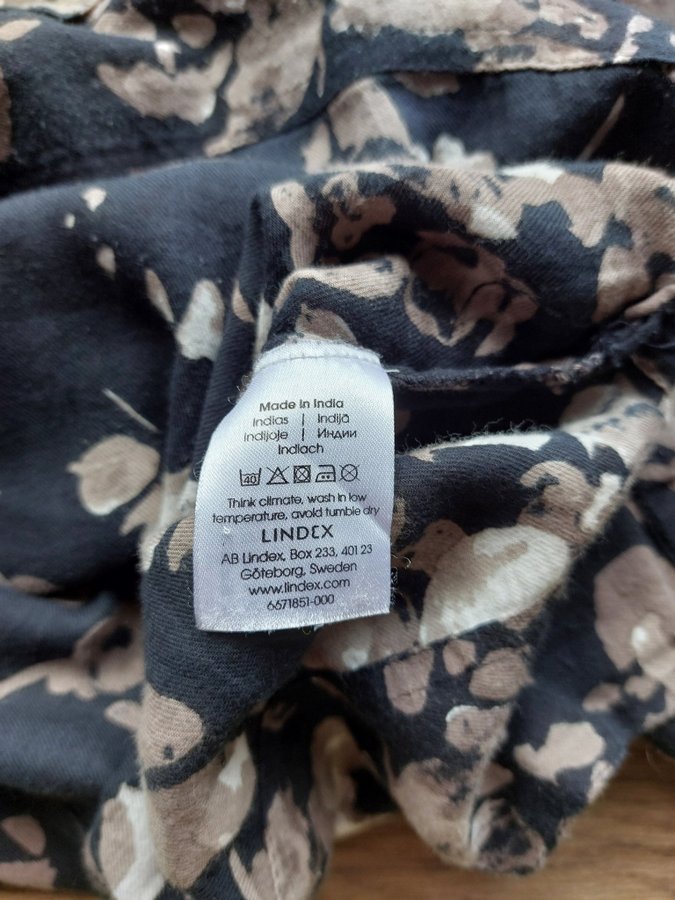 Made in India
Indias | Indijā
Indijoje | Индии
Indiach
40
Think climate, wash in low
temperature, avoid tumble dry
LINDEX
AB Lindex, Box 233, 401 23
Göteborg, Sweden
www.lindex.com
6671851-000